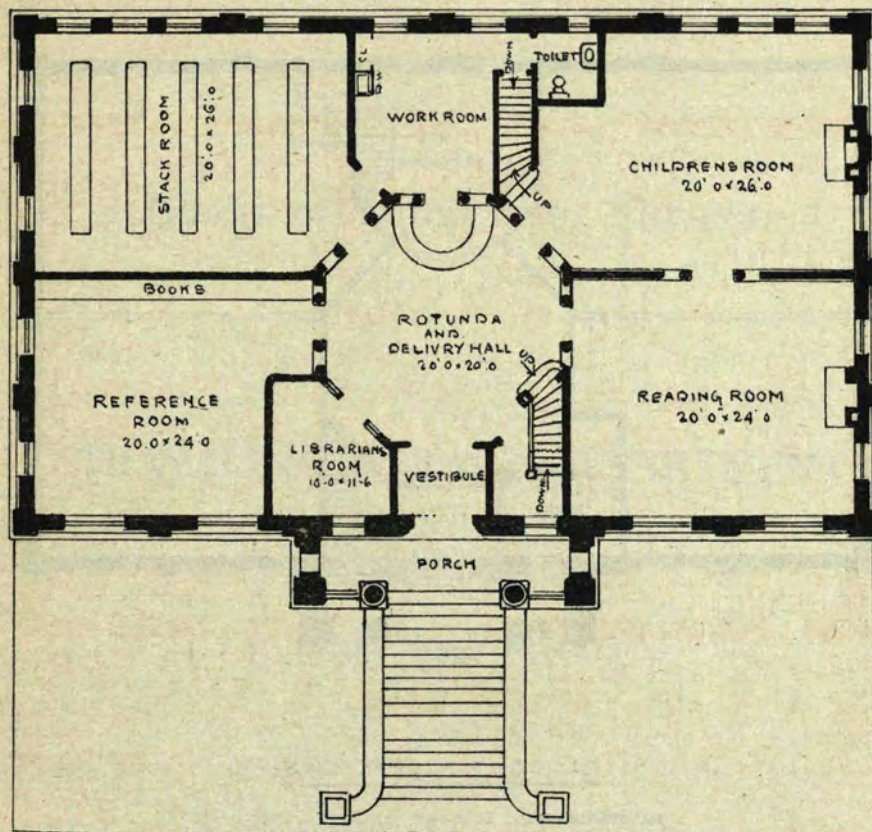 STACK ROOM
20'.0 x 26'.0
CL
D W
WORK ROOM
DOWN
UP
TOILET
CHILDRENS ROOM
20' 0 x 26'.0
BOOKS
ROTUNDA
AND
DELIVRY HALL
20'0 x 20'.0
UP
DOWN
REFERENCE
ROOM
20.0 x 24'.0
LIBRARIANS
ROOM
10'.0 x 11'-6
VESTIBULE
READING ROOM
20' 0" x 24' 0
PORCH